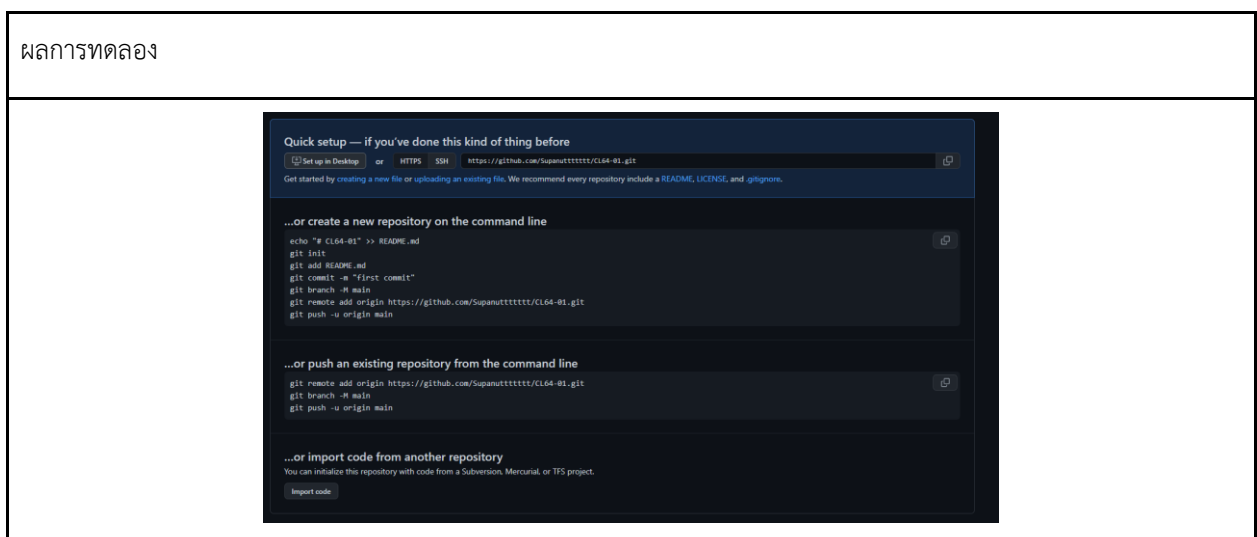 ผลการทดลอง
Quick setup — if you've done this kind of thing before
Set up in Desktop or HTTPS SSH https://github.com/Supanuttttttt/CL64-01.git
Get started by creating a new file or uploading an existing file. We recommend every repository include a README, LICENSE, and .gitignore.
...or create a new repository on the command line
echo "# CL64-01" >> README.md
git init
git add README.md
git commit -m "first commit"
git branch -M main
git remote add origin https://github.com/Supanuttttttt/CL64-01.git
git push -u origin main
...or push an existing repository from the command line
git remote add origin https://github.com/Supanuttttttt/CL64-01.git
git branch -M main
git push -u origin main
...or import code from another repository
You can initialize this repository with code from a Subversion, Mercurial, or TFS project.
Import code